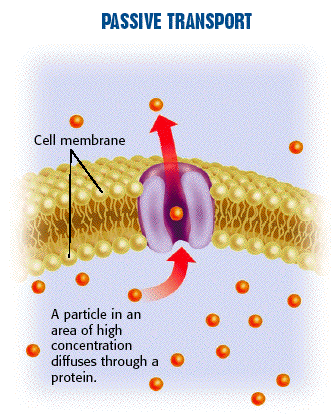 PASSIVE TRANSPORT
Cell membrane
A particle in an
area of high
concentration
diffuses through a
protein.